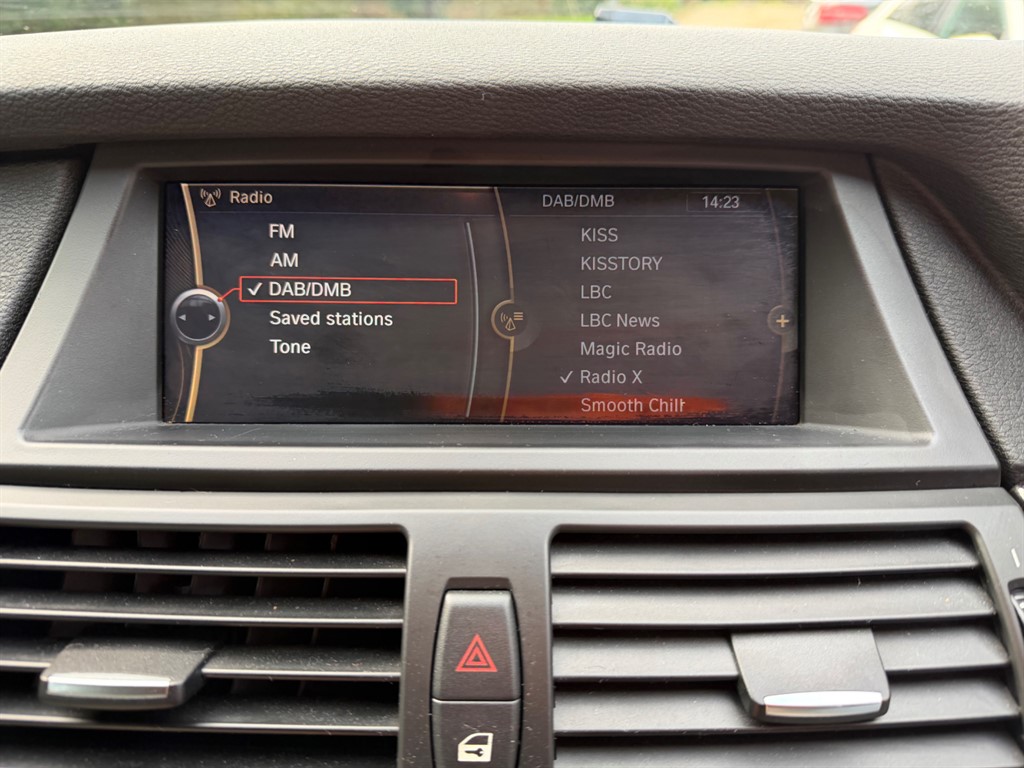 Radio
FM
AM
DAB/DMB
Saved stations
Tone
DAB/DMB 14:23
KISS
KISSTORY
LBC
LBC News
Magic Radio
Radio X
Smooth Chill